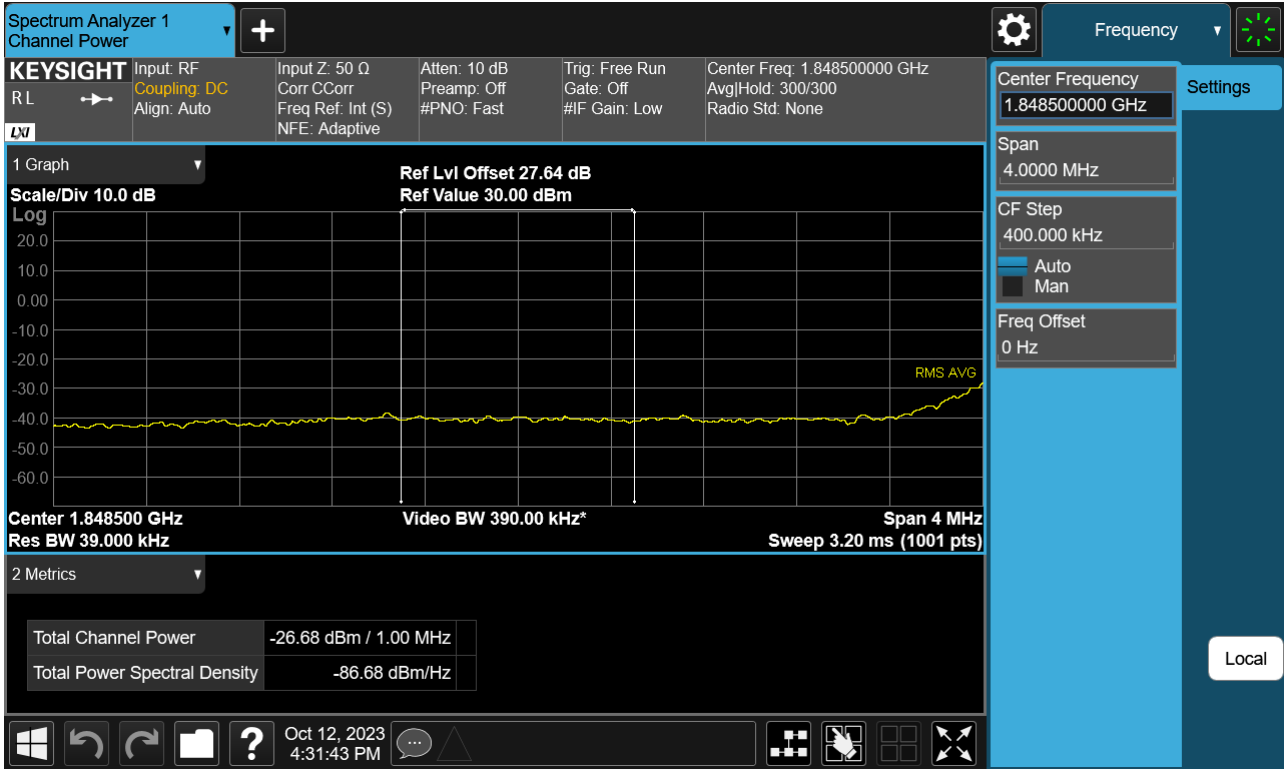 Spectrum Analyzer 1
Channel Power
+
Frequency
KEYSIGHT
R L
LXI
Input: RF
Coupling: DC
Align: Auto
Input Z: 50 Ω
Corr CCorr
Freq Ref: Int (S)
NFE: Adaptive
Atten: 10 dB
Preamp: Off
#PNO: Fast
Trig: Free Run
Gate: Off
#IF Gain: Low
Center Freq: 1.848500000 GHz
Avg|Hold: 300/300
Radio Std: None
1 Graph
Scale/Div 10.0 dB
Ref Lvl Offset 27.64 dB
Ref Value 30.00 dBm
Log
20.0
10.0
0.00
-10.0
-20.0
-30.0
-40.0
-50.0
-60.0
RMS AVG
Center 1.848500 GHz
Video BW 390.00 kHz*
Span 4 MHz
Res BW 39.000 kHz
Sweep 3.20 ms (1001 pts)
2 Metrics
Total Channel Power -26.68 dBm / 1.00 MHz
Total Power Spectral Density -86.68 dBm/Hz
Center Frequency
1.848500000 GHz
Span
4.0000 MHz
CF Step
400.000 kHz
Auto
Man
Freq Offset
0 Hz
Settings
Local
?
Oct 12, 2023
4:31:43 PM